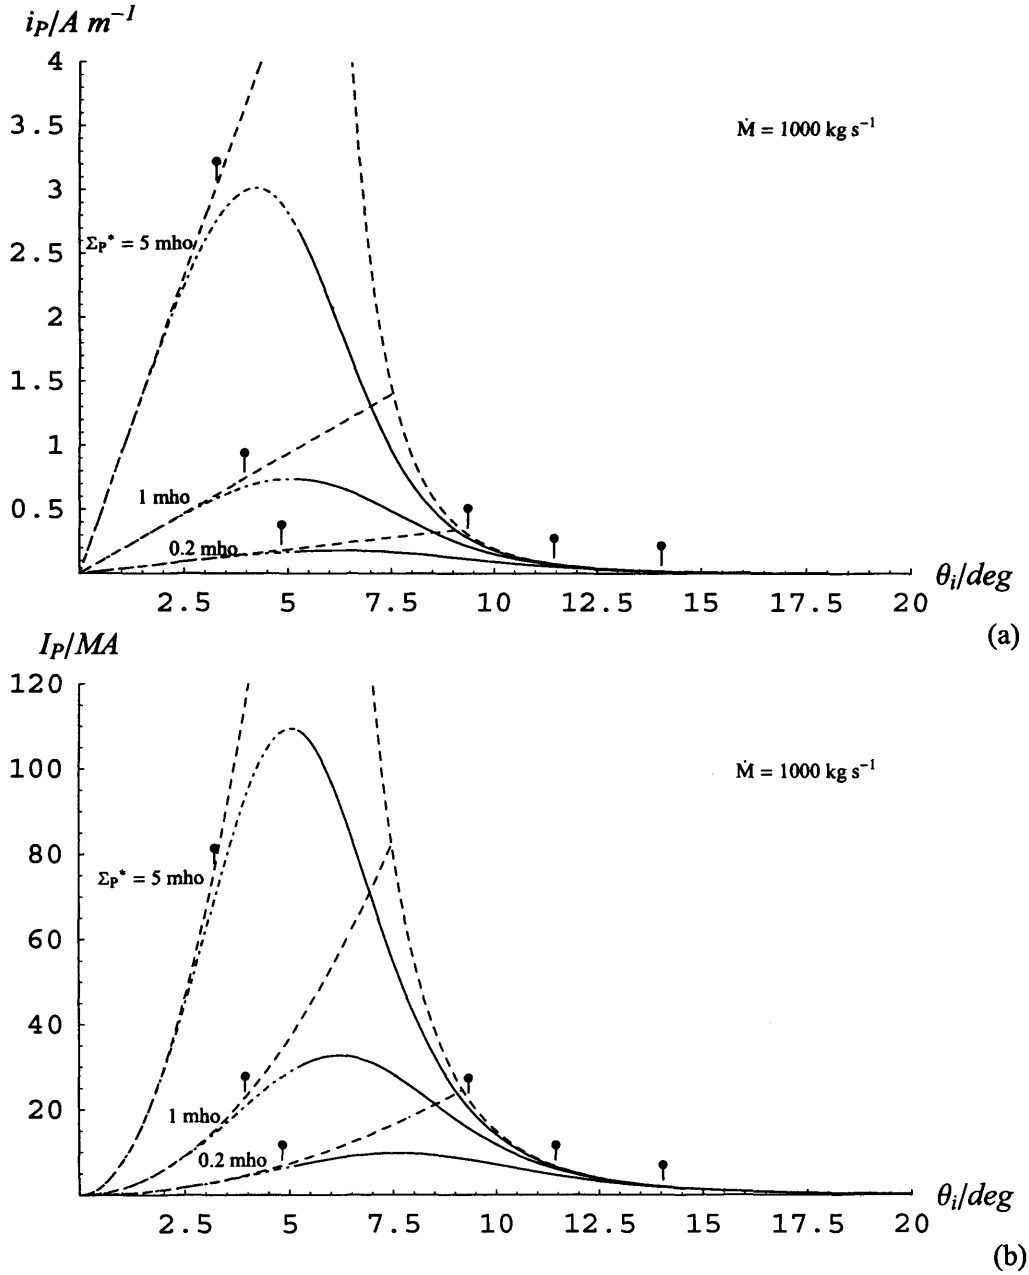 i_P/A m⁻¹
4
3.5
Ṁ = 1000 kg s⁻¹
3
Σ_P* = 5 mho
2.5
2
1.5
1
1 mho
0.5
0.2 mho
2.5 5 7.5 10 12.5 15 17.5 20
θ_i/deg
(a)
I_P/MA
120
100
Ṁ = 1000 kg s⁻¹
80
Σ_P* = 5 mho
60
40
20
1 mho
0.2 mho
2.5 5 7.5 10 12.5 15 17.5 20
θ_i/deg
(b)